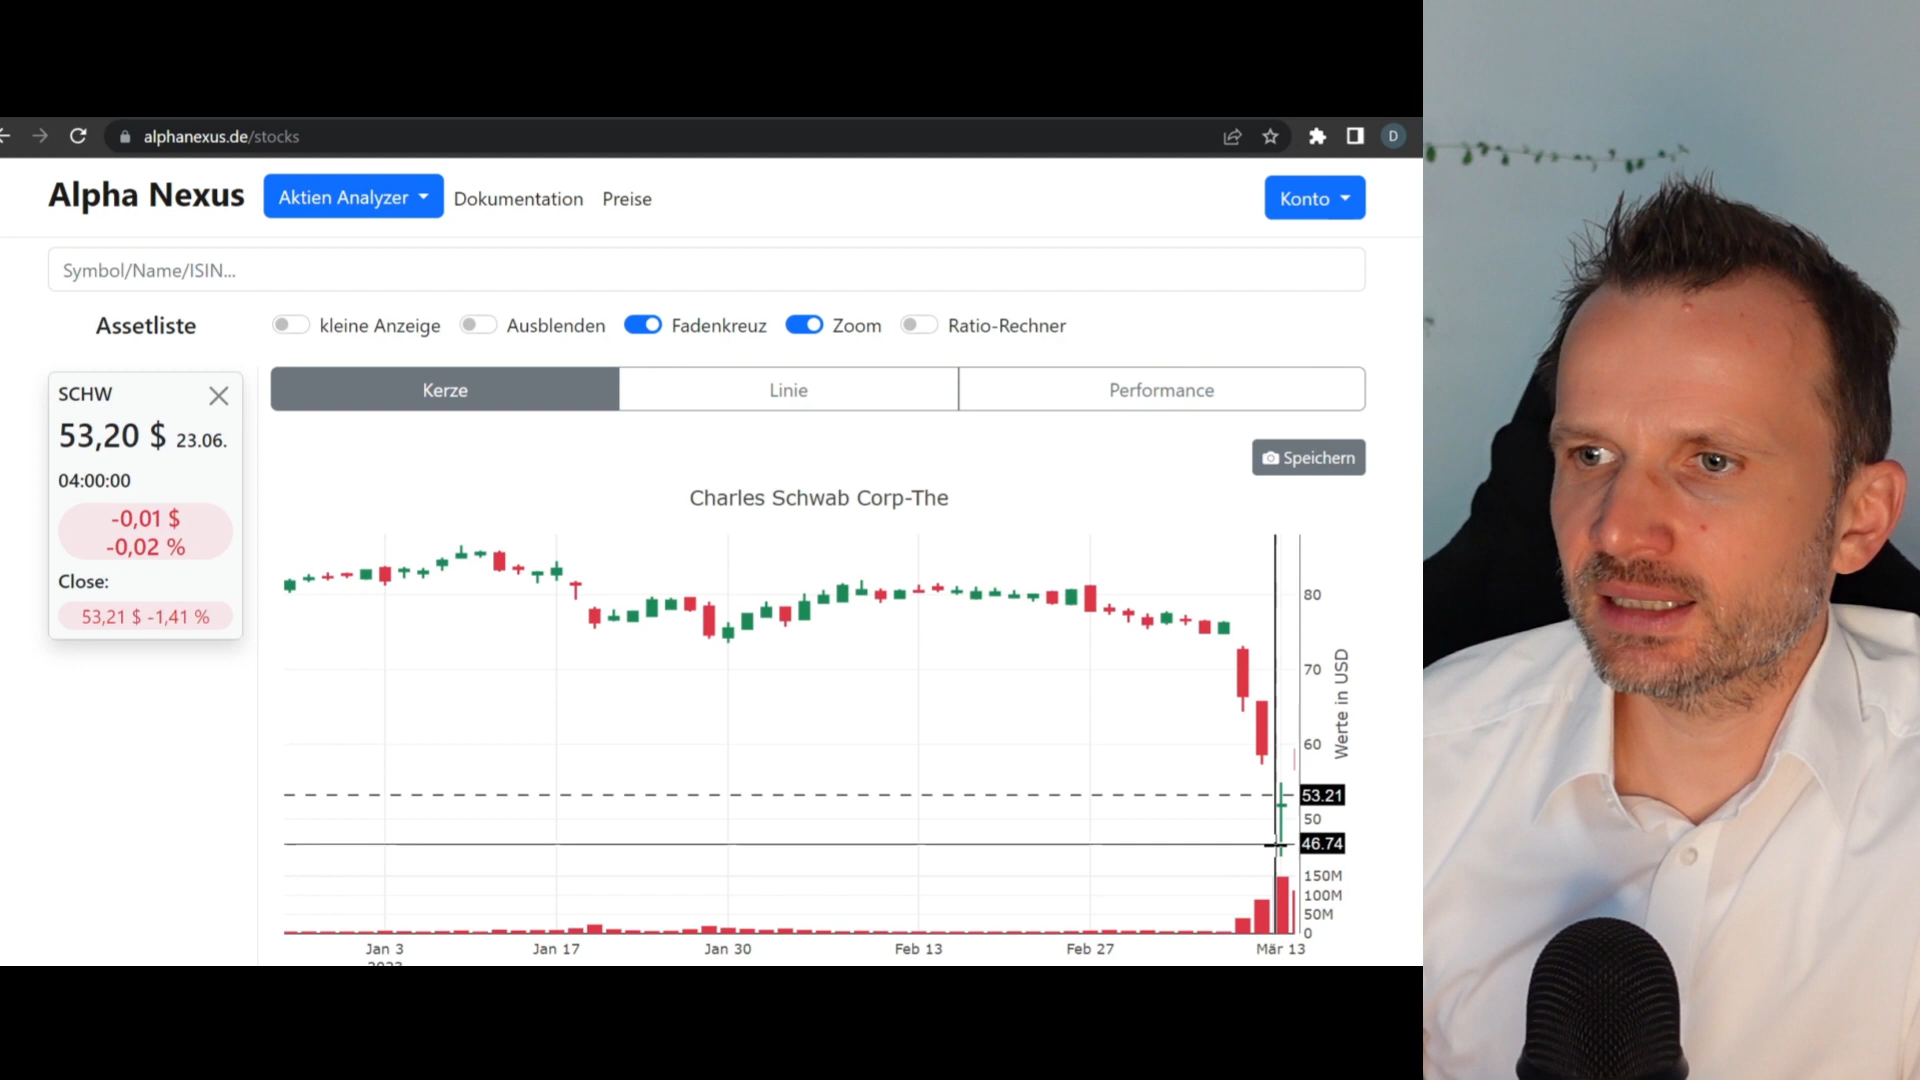 alphanexus.de/stocks
D
Alpha Nexus
Aktien Analyzer
Dokumentation
Preise
Konto
Symbol/Name/ISIN...
Assetliste
kleine Anzeige
Ausblenden
Fadenkreuz
Zoom
Ratio-Rechner
SCHW
53,20 $ 23.06.
04:00:00
-0,01 $
-0,02 %
Close:
53,21 $ -1,41 %
Kerze
Linie
Performance
Speichern
Charles Schwab Corp-The
80
70
60
53.21
50
46.74
Werte in USD
150M
100M
50M
0
Jan 3
2023
Jan 17
Jan 30
Feb 13
Feb 27
Mär 13